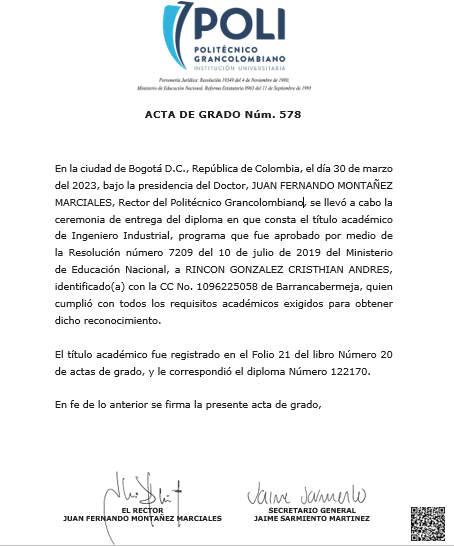 POLI
POLITÉCNICO
GRANCOLOMBIANO
INSTITUCIÓN UNIVERSITARIA
Personería Jurídica: Resolución 19349 del 4 de Noviembre de 1980,
Ministerio de Educación Nacional, Reforma Estatutaria 8965 del 11 de Septiembre de 1991
ACTA DE GRADO Núm. 578
En la ciudad de Bogotá D.C., República de Colombia, el día 30 de marzo
del 2023, bajo la presidencia del Doctor, JUAN FERNANDO MONTAÑEZ
MARCIALES, Rector del Politécnico Grancolombiano, se llevó a cabo la
ceremonia de entrega del diploma en que consta el título académico
de Ingeniero Industrial, programa que fue aprobado por medio de
la Resolución número 7209 del 10 de julio de 2019 del Ministerio
de Educación Nacional, a RINCON GONZALEZ CRISTHIAN ANDRES,
identificado(a) con la CC No. 1096225058 de Barrancabermeja, quien
cumplió con todos los requisitos académicos exigidos para obtener
dicho reconocimiento.
El título académico fue registrado en el Folio 21 del libro Número 20
de actas de grado, y le correspondió el diploma Número 122170.
En fe de lo anterior se firma la presente acta de grado,
Jaime Sarmiento
EL RECTOR
JUAN FERNANDO MONTAÑEZ MARCIALES
SECRETARIO GENERAL
JAIME SARMIENTO MARTINEZ